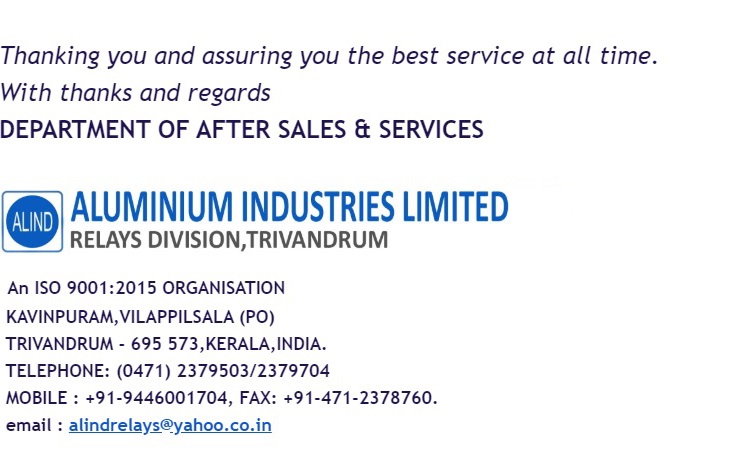 Thanking you and assuring you the best service at all time.
With thanks and regards
DEPARTMENT OF AFTER SALES & SERVICES
ALIND
ALUMINIUM INDUSTRIES LIMITED
RELAYS DIVISION,TRIVANDRUM
An ISO 9001:2015 ORGANISATION
KAVINPURAM,VILAPPILSALA (PO)
TRIVANDRUM - 695 573,KERALA,INDIA.
TELEPHONE: (0471) 2379503/2379704
MOBILE : +91-9446001704, FAX: +91-471-2378760.
email : alindrelays@yahoo.co.in